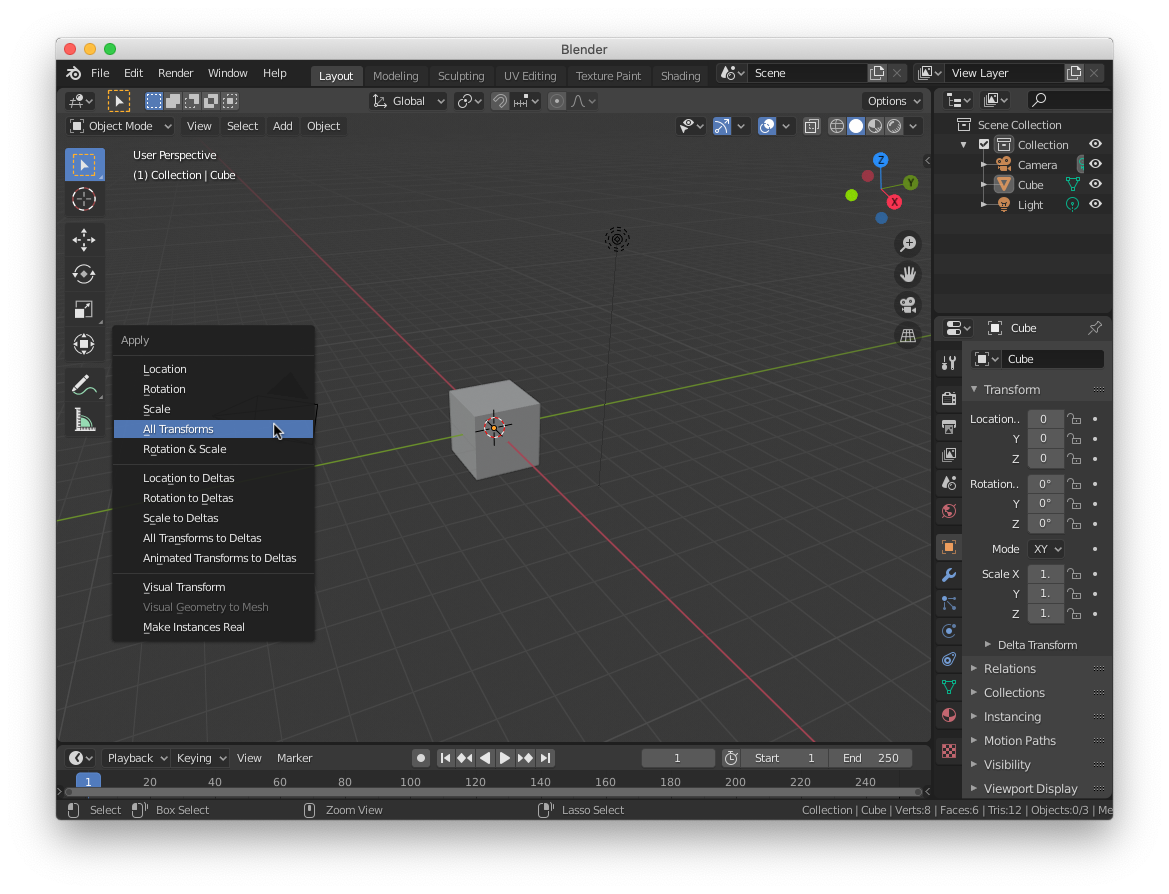 Blender
File Edit Render Window Help Layout Modeling Sculpting UV Editing Texture Paint Shading Scene View Layer
Global Options
Object Mode View Select Add Object
User Perspective
(1) Collection | Cube
Z
Y
X
Scene Collection
Collection
Camera
Cube
Light
Apply
Location
Rotation
Scale
All Transforms
Rotation & Scale
Location to Deltas
Rotation to Deltas
Scale to Deltas
All Transforms to Deltas
Animated Transforms to Deltas
Visual Transform
Visual Geometry to Mesh
Make Instances Real
Cube
Cube
Transform
Location.. 0
Y 0
Z 0
Rotation.. 0°
Y 0°
Z 0°
Mode XY
Scale X 1.
Y 1.
Z 1.
Delta Transform
Relations
Collections
Instancing
Motion Paths
Visibility
Viewport Display
Playback Keying View Marker 1 Start 1 End 250
1 20 40 60 80 100 120 140 160 180 200 220 240
Select Box Select Zoom View Lasso Select Collection | Cube | Verts:8 | Faces:6 | Tris:12 | Objects:0/3 | Me